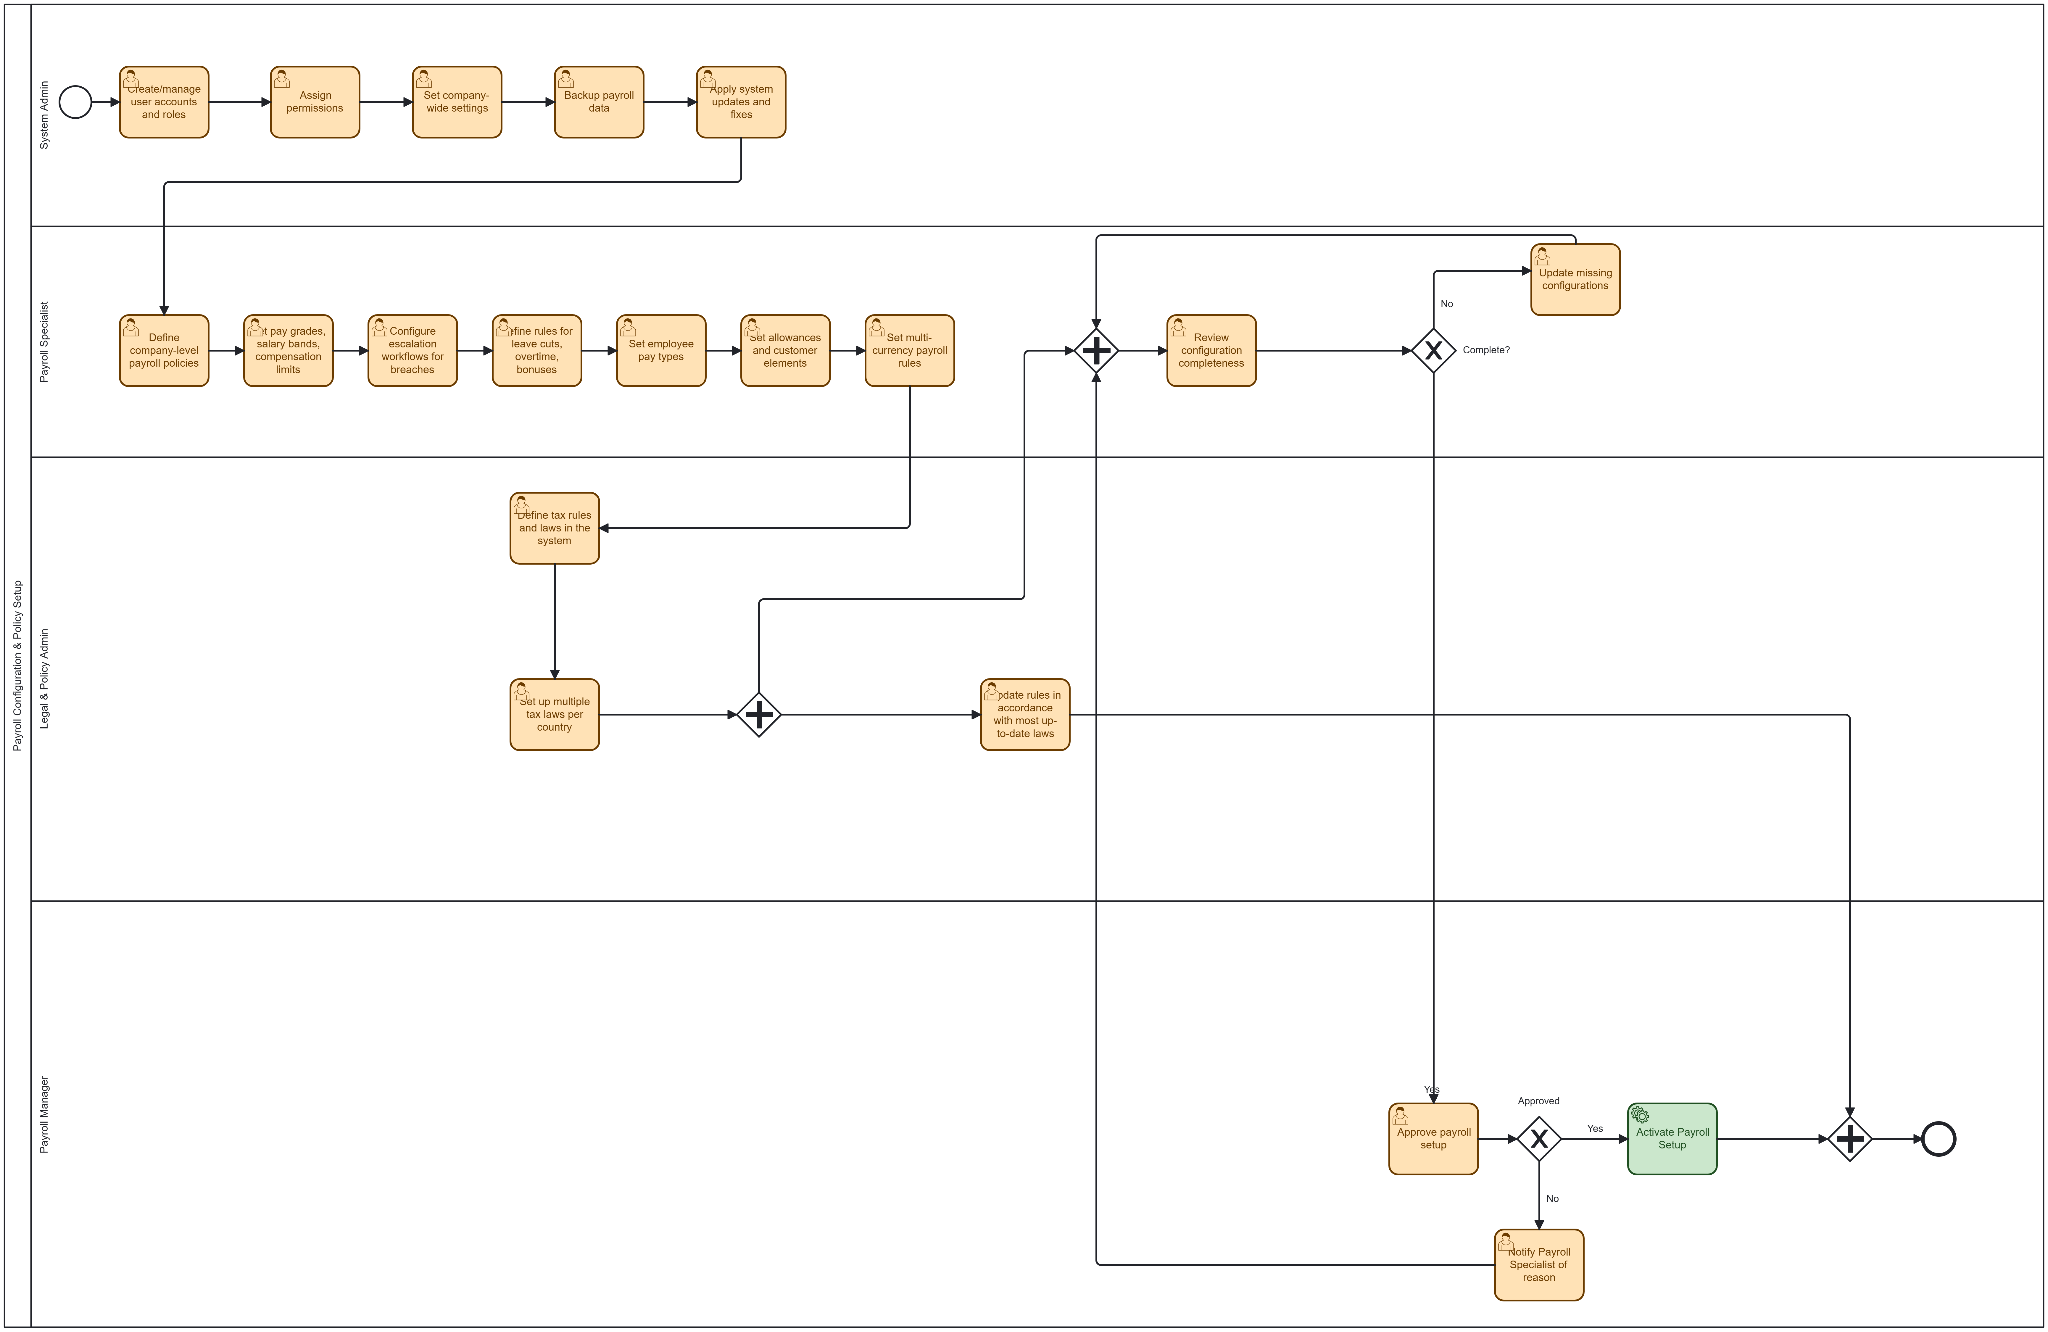 Payroll Configuration & Policy Setup
System Admin
Create/manage
user accounts
and roles
Assign
permissions
Set company-
wide settings
Backup payroll
data
Apply system
updates and
fixes
Payroll Specialist
Define
company-level
payroll policies
pay grades,
salary bands,
compensation
limits
Configure
escalation
workflows for
breaches
rules for
leave cuts,
overtime,
bonuses
Set employee
pay types
Set allowances
and customer
elements
Set multi-
currency payroll
rules
Review
configuration
completeness
Complete?
No
Update missing
configurations
Legal & Policy Admin
Define tax rules
and laws in the
system
Set up multiple
tax laws per
country
rules in
accordance
with most up-
to-date laws
Payroll Manager
Yes
Approve payroll
setup
Approved
Yes
Activate Payroll
Setup
No
Notify Payroll
Specialist of
reason